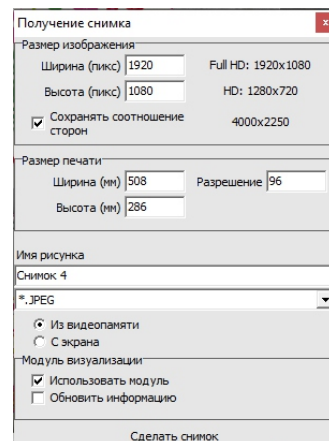 Получение снимка x
Размер изображения
Ширина (пикс) 1920 Full HD: 1920x1080
Высота (пикс) 1080 HD: 1280x720
Сохранять соотношение сторон 4000x2250
Размер печати
Ширина (мм) 508 Разрешение 96
Высота (мм) 286
Имя рисунка
Снимок 4
*.JPEG
Из видеопамяти
С экрана
Модуль визуализации
Использовать модуль
Обновить информацию
Сделать снимок